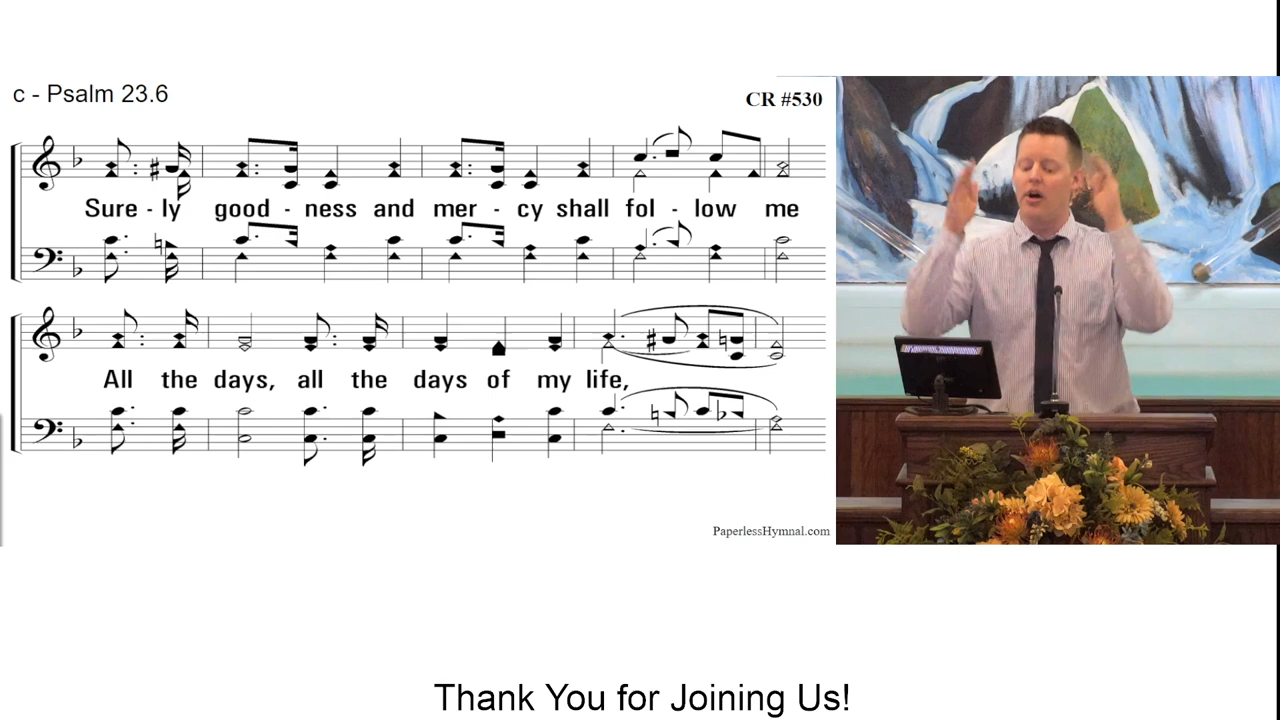 c - Psalm 23.6
CR #530
Sure - ly good - ness and mer - cy shall fol - low me
All the days, all the days of my life,
PaperlessHymnal.com
Thank You for Joining Us!